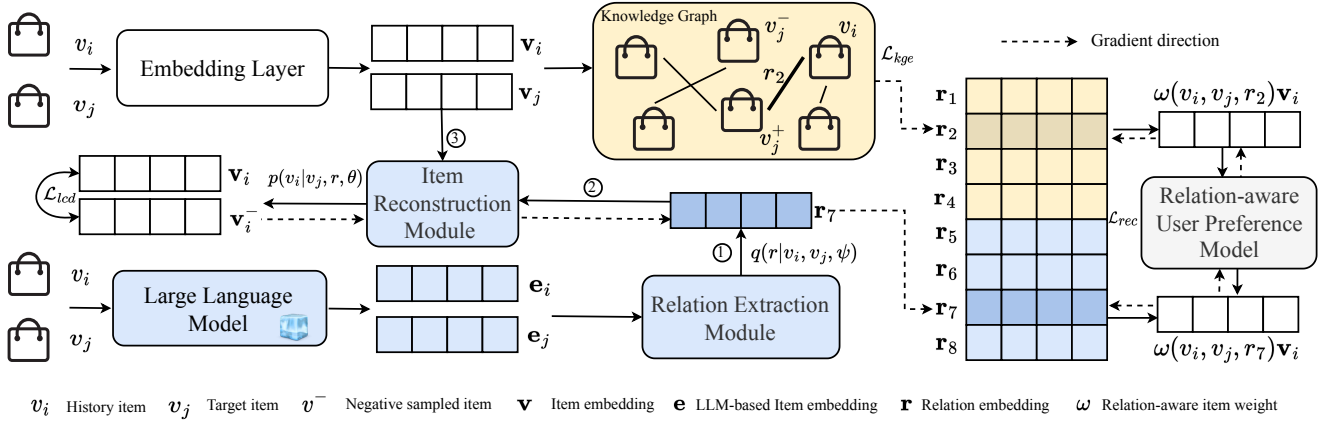 v_i
v_j
Embedding Layer
𝐯_i
𝐯_j
Knowledge Graph
v_j^-
v_i
r_2
v_j^+
ℒ_kge
Gradient direction
𝐫_1
𝐫_2
𝐫_3
𝐫_4
𝐫_5
𝐫_6
𝐫_7
𝐫_8
ω(v_i, v_j, r_2)𝐯_i
Relation-aware
User Preference
Model
ℒ_rec
ω(v_i, v_j, r_7)𝐯_i
③
ℒ_lcd
𝐯_i
𝐯_i^-
p(v_i|v_j, r, θ)
Item
Reconstruction
Module
②
𝐫_7
①
q(r|v_i, v_j, ψ)
v_i
v_j
Large Language
Model
𝐞_i
𝐞_j
Relation Extraction
Module
v_i History item v_j Target item v^- Negative sampled item 𝐯 Item embedding 𝐞 LLM-based Item embedding 𝐫 Relation embedding ω Relation-aware item weight